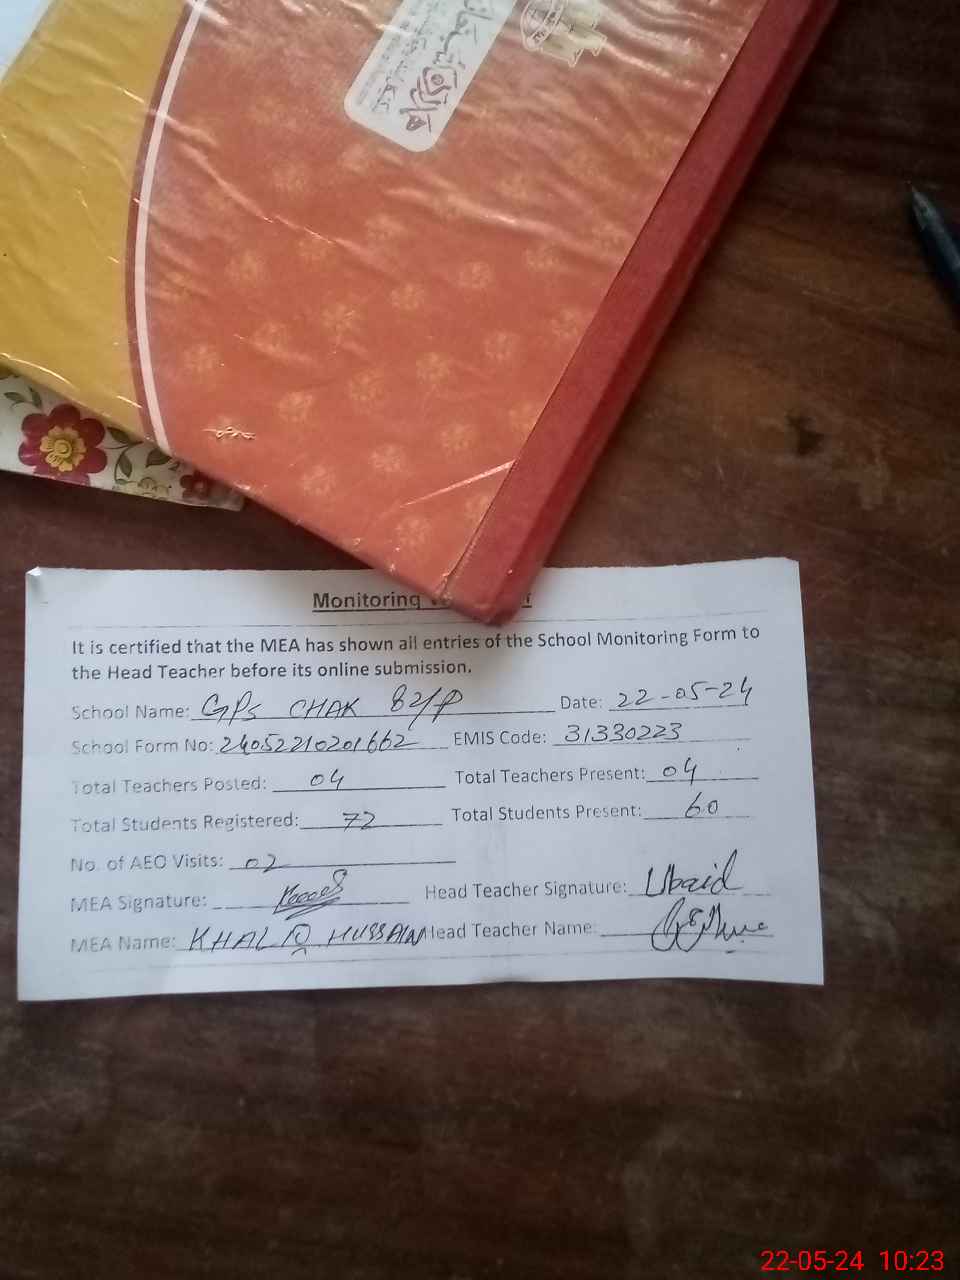 Monitoring
It is certified that the MEA has shown all entries of the School Monitoring Form to
the Head Teacher before its online submission.
School Name: GPS CHAK 82/P Date: 22-05-24
School Form No: 24052210201662 EMIS Code: 31330223
Total Teachers Posted: 04 Total Teachers Present: 04
Total Students Registered: 72 Total Students Present: 60
No. of AEO Visits: 02
MEA Signature: Head Teacher Signature: Ubaid
MEA Name: KHALIQ HUSSAIN Head Teacher Name:
22-05-24 10:23